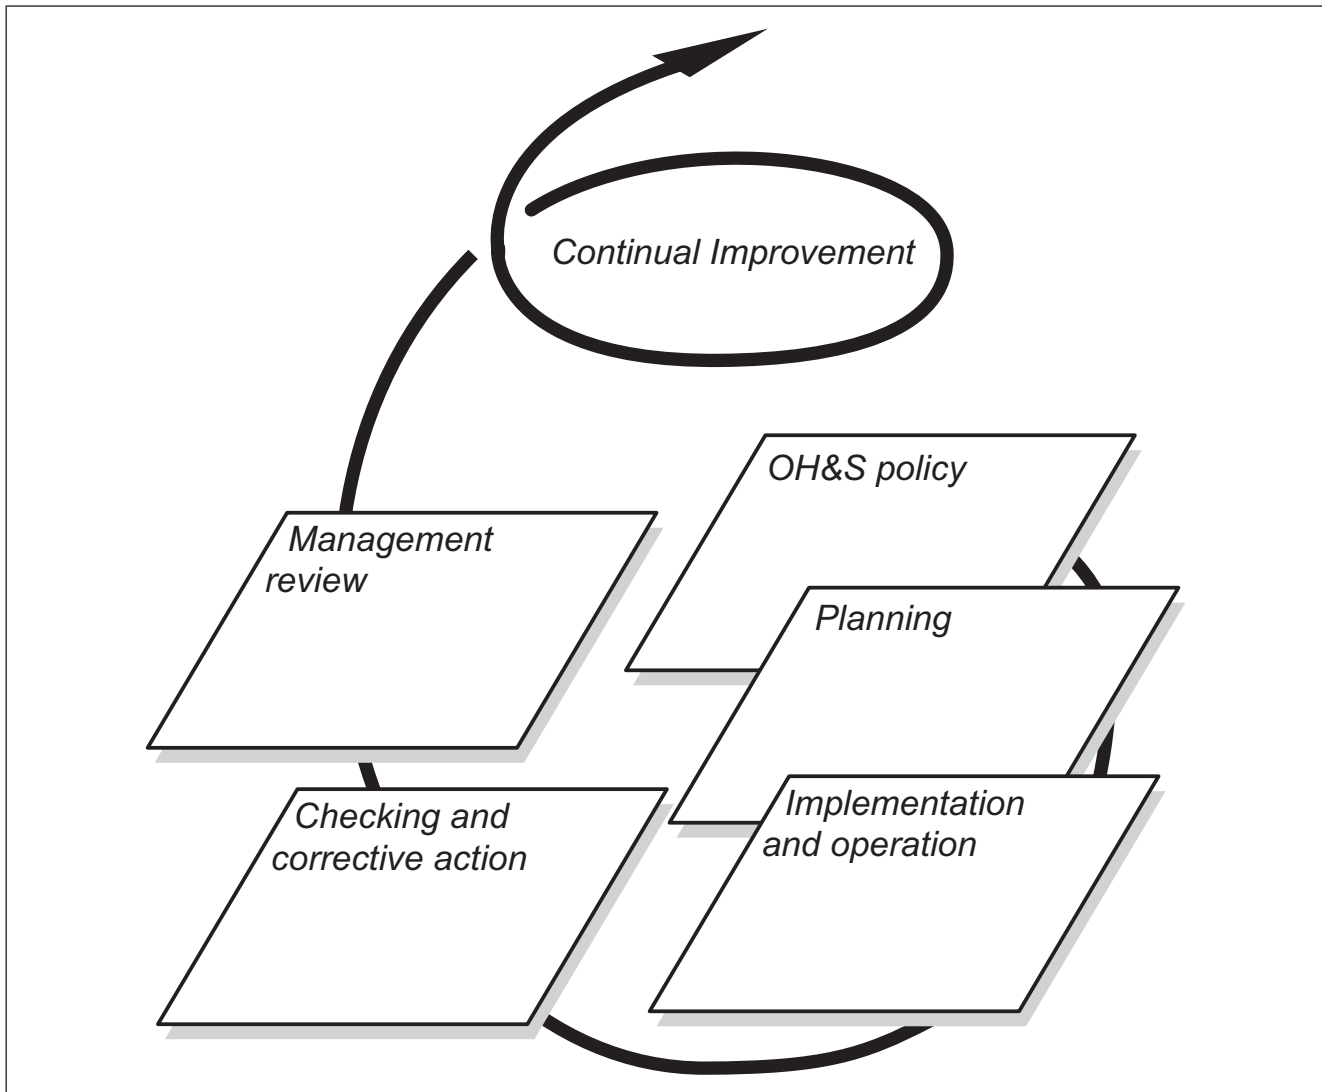 Continual Improvement
OH&S policy
Management
review
Planning
Checking and
corrective action
Implementation
and operation